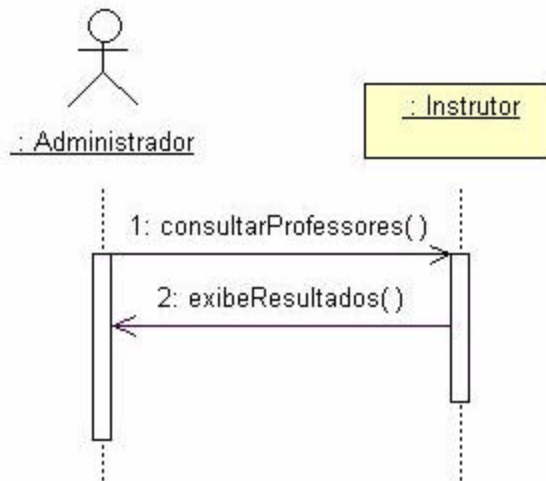 : Administrador
: Instrutor
1: consultarProfessores( )
2: exibeResultados( )